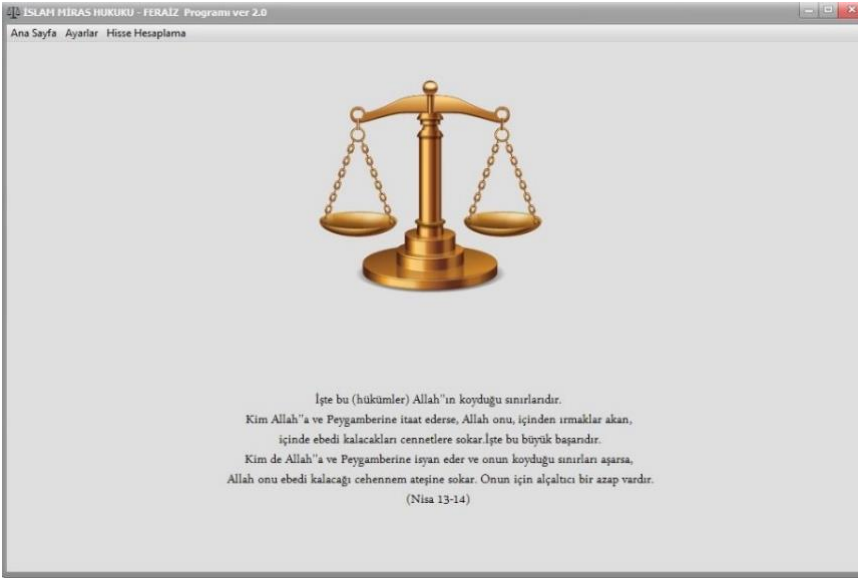 İSLAM MİRAS HUKUKU - FERAİZ Programı ver 2.0
Ana Sayfa Ayarlar Hisse Hesaplama
İşte bu (hükümler) Allah''ın koyduğu sınırlarıdır.
Kim Allah''a ve Peygamberine itaat ederse, Allah onu, içinden ırmaklar akan,
içinde ebedi kalacakları cennetlere sokar.İşte bu büyük başarıdır.
Kim de Allah''a ve Peygamberine isyan eder ve onun koyduğu sınırları aşarsa,
Allah onu ebedi kalacağı cehennem ateşine sokar. Onun için alçaltıcı bir azap vardır.
(Nisa 13-14)